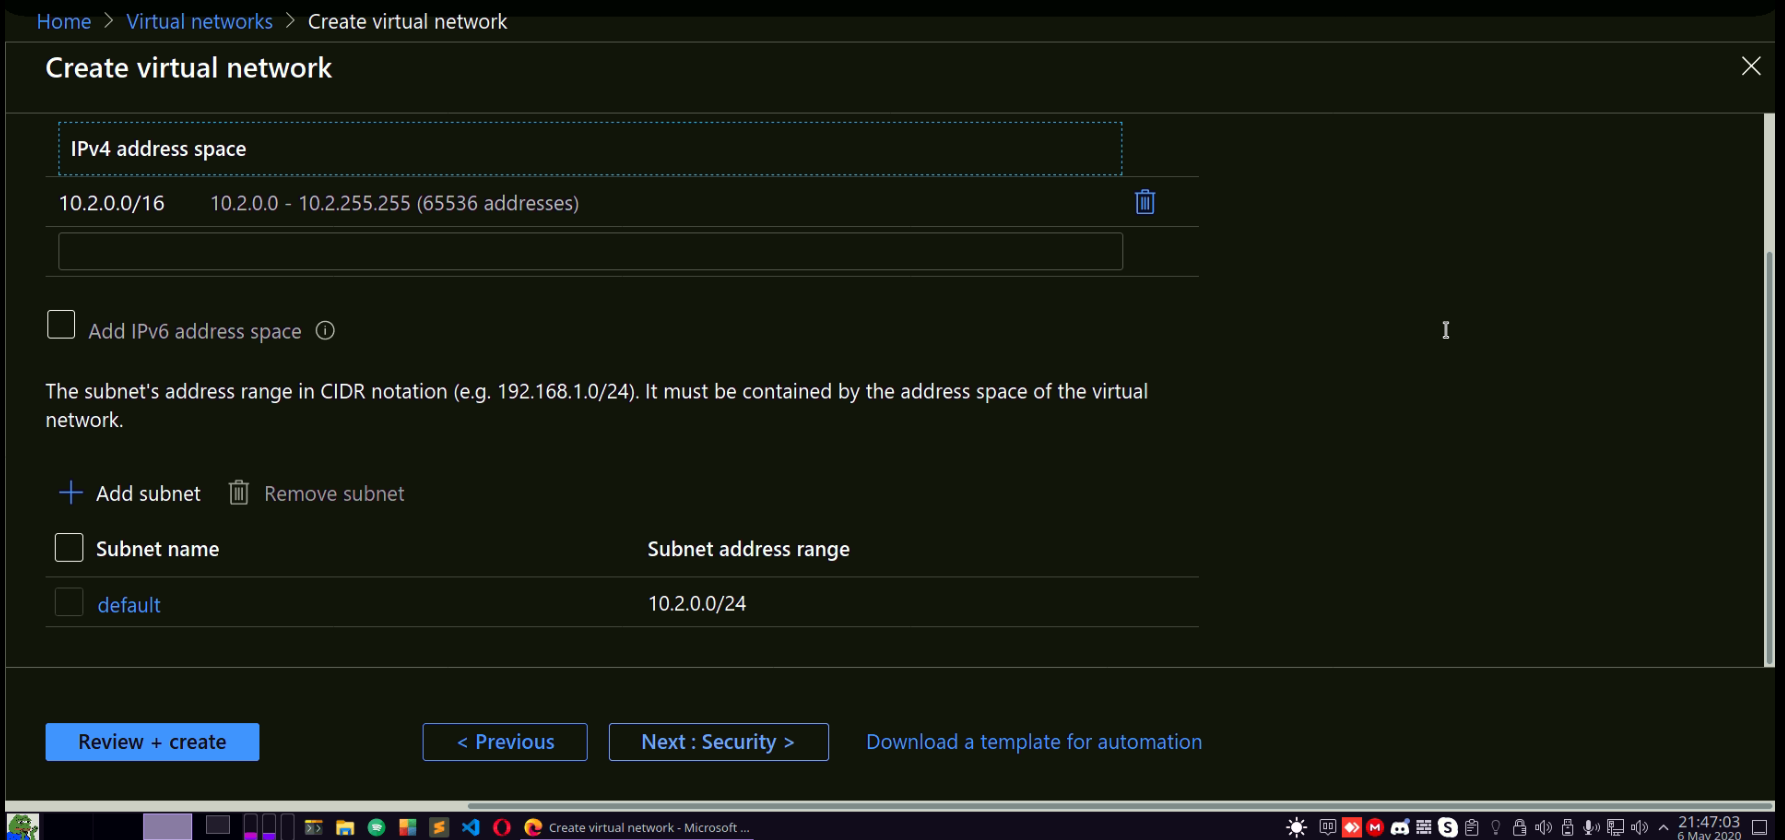 Home > Virtual networks > Create virtual network
Create virtual network
IPv4 address space
10.2.0.0/16 10.2.0.0 - 10.2.255.255 (65536 addresses)
Add IPv6 address space
The subnet's address range in CIDR notation (e.g. 192.168.1.0/24). It must be contained by the address space of the virtual
network.
Add subnet Remove subnet
Subnet name Subnet address range
default 10.2.0.0/24
Review + create < Previous Next : Security > Download a template for automation
Create virtual network - Microsoft ... 21:47:03
6 May 2020